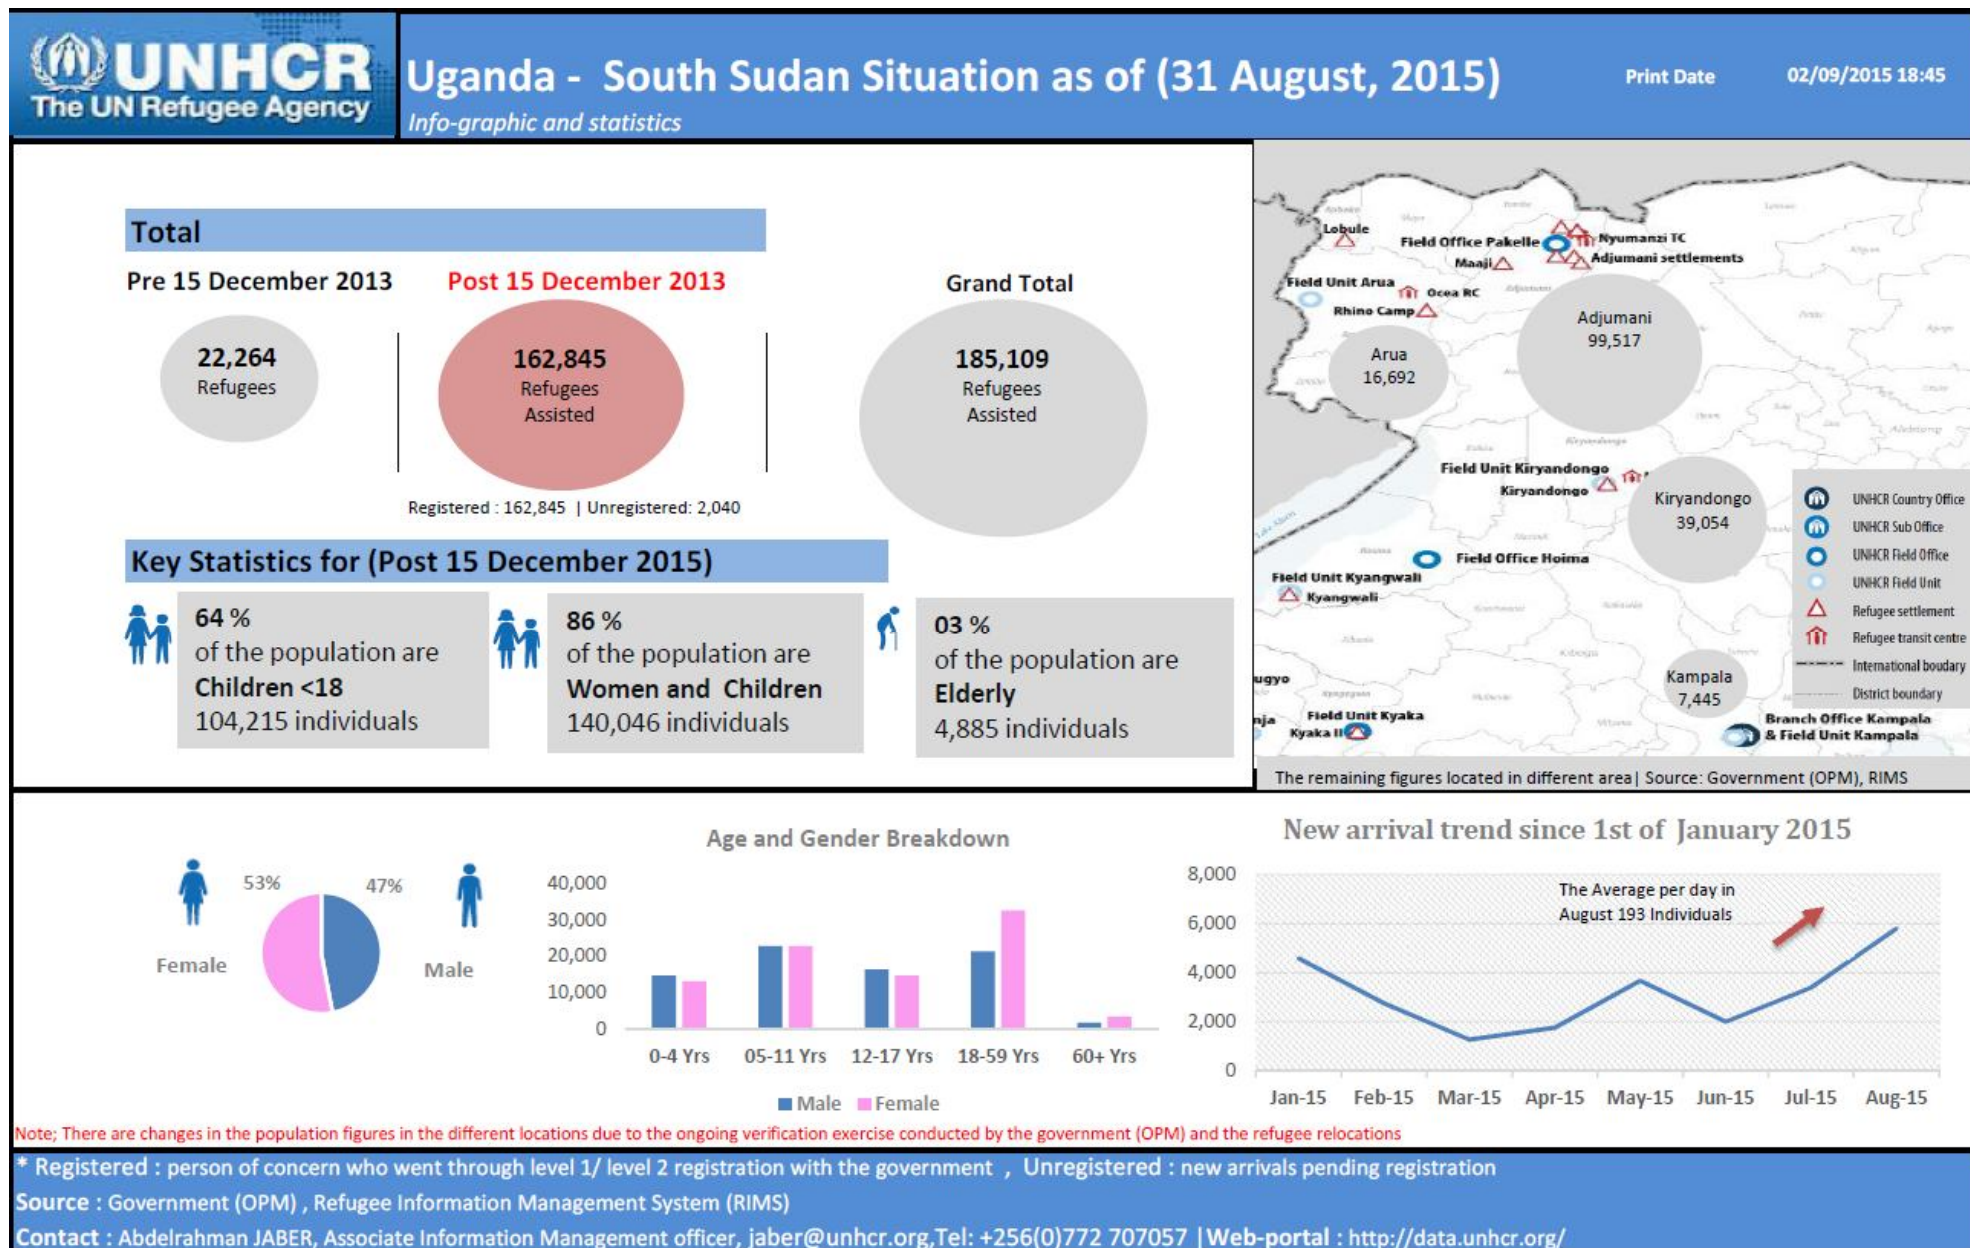 UNHCR
The UN Refugee Agency
Uganda - South Sudan Situation as of (31 August, 2015)
Info-graphic and statistics
Print Date 02/09/2015 18:45
Total
Pre 15 December 2013
Post 15 December 2013
Grand Total
22,264
Refugees
162,845
Refugees
Assisted
185,109
Refugees
Assisted
Registered : 162,845 | Unregistered: 2,040
Key Statistics for (Post 15 December 2015)
64 %
of the population are
Children <18
104,215 individuals
86 %
of the population are
Women and Children
140,046 individuals
03 %
of the population are
Elderly
4,885 individuals
Lobule
Field Office Pakelle
Nyumanzi TC
Maaji
Adjumani settlements
Field Unit Arua
Ocea RC
Rhino Camp
Adjumani
99,517
Arua
16,692
Field Unit Kiryandongo
Kiryandongo
Kiryandongo
39,054
Field Office Hoima
Field Unit Kyangwali
Kyangwali
Kampala
7,445
ugyo
nja
Field Unit Kyaka
Kyaka II
Branch Office Kampala
& Field Unit Kampala
UNHCR Country Office
UNHCR Sub Office
UNHCR Field Office
UNHCR Field Unit
Refugee settlement
Refugee transit centre
International boudary
District boundary
The remaining figures located in different area| Source: Government (OPM), RIMS
53%
47%
Female
Male
Age and Gender Breakdown
40,000
30,000
20,000
10,000
0
0-4 Yrs 05-11 Yrs 12-17 Yrs 18-59 Yrs 60+ Yrs
Male Female
New arrival trend since 1st of January 2015
8,000
6,000
4,000
2,000
0
The Average per day in
August 193 Individuals
Jan-15 Feb-15 Mar-15 Apr-15 May-15 Jun-15 Jul-15 Aug-15
Note; There are changes in the population figures in the different locations due to the ongoing verification exercise conducted by the government (OPM) and the refugee relocations
* Registered : person of concern who went through level 1/ level 2 registration with the government , Unregistered : new arrivals pending registration
Source : Government (OPM) , Refugee Information Management System (RIMS)
Contact : Abdelrahman JABER, Associate Information Management officer, jaber@unhcr.org,Tel: +256(0)772 707057 |Web-portal : http://data.unhcr.org/